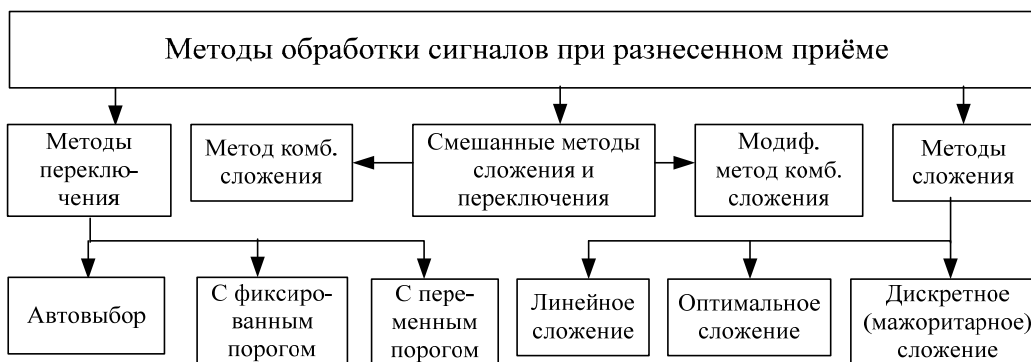 Методы обработки сигналов при разнесенном приёме
Методы
переключе-
чения
Метод комб.
сложения
Смешанные методы
сложения и
переключения
Модиф.
метод комб.
сложения
Методы
сложения
Автовыбор
С фиксиро-
ванным
порогом
С пере-
менным
порогом
Линейное
сложение
Оптимальное
сложение
Дискретное
(мажоритарное)
сложение